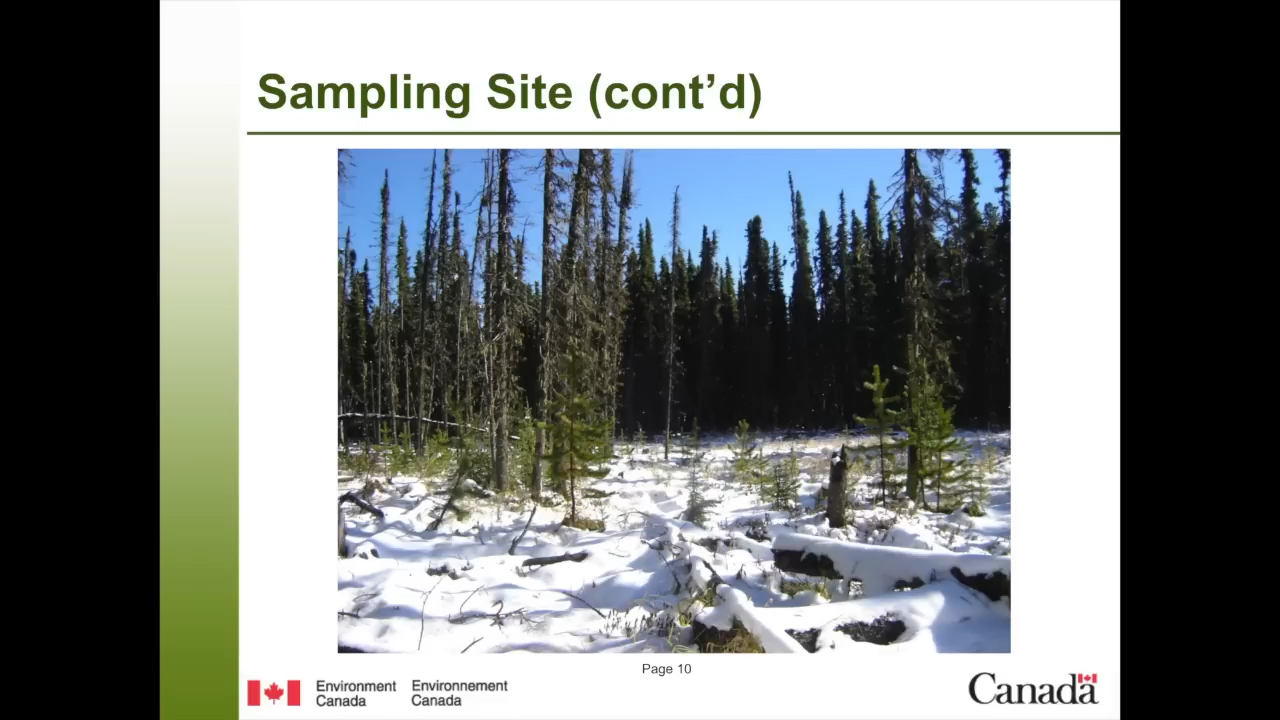 Sampling Site (cont’d)
Page 10
Environment Canada
Environnement Canada
Canada